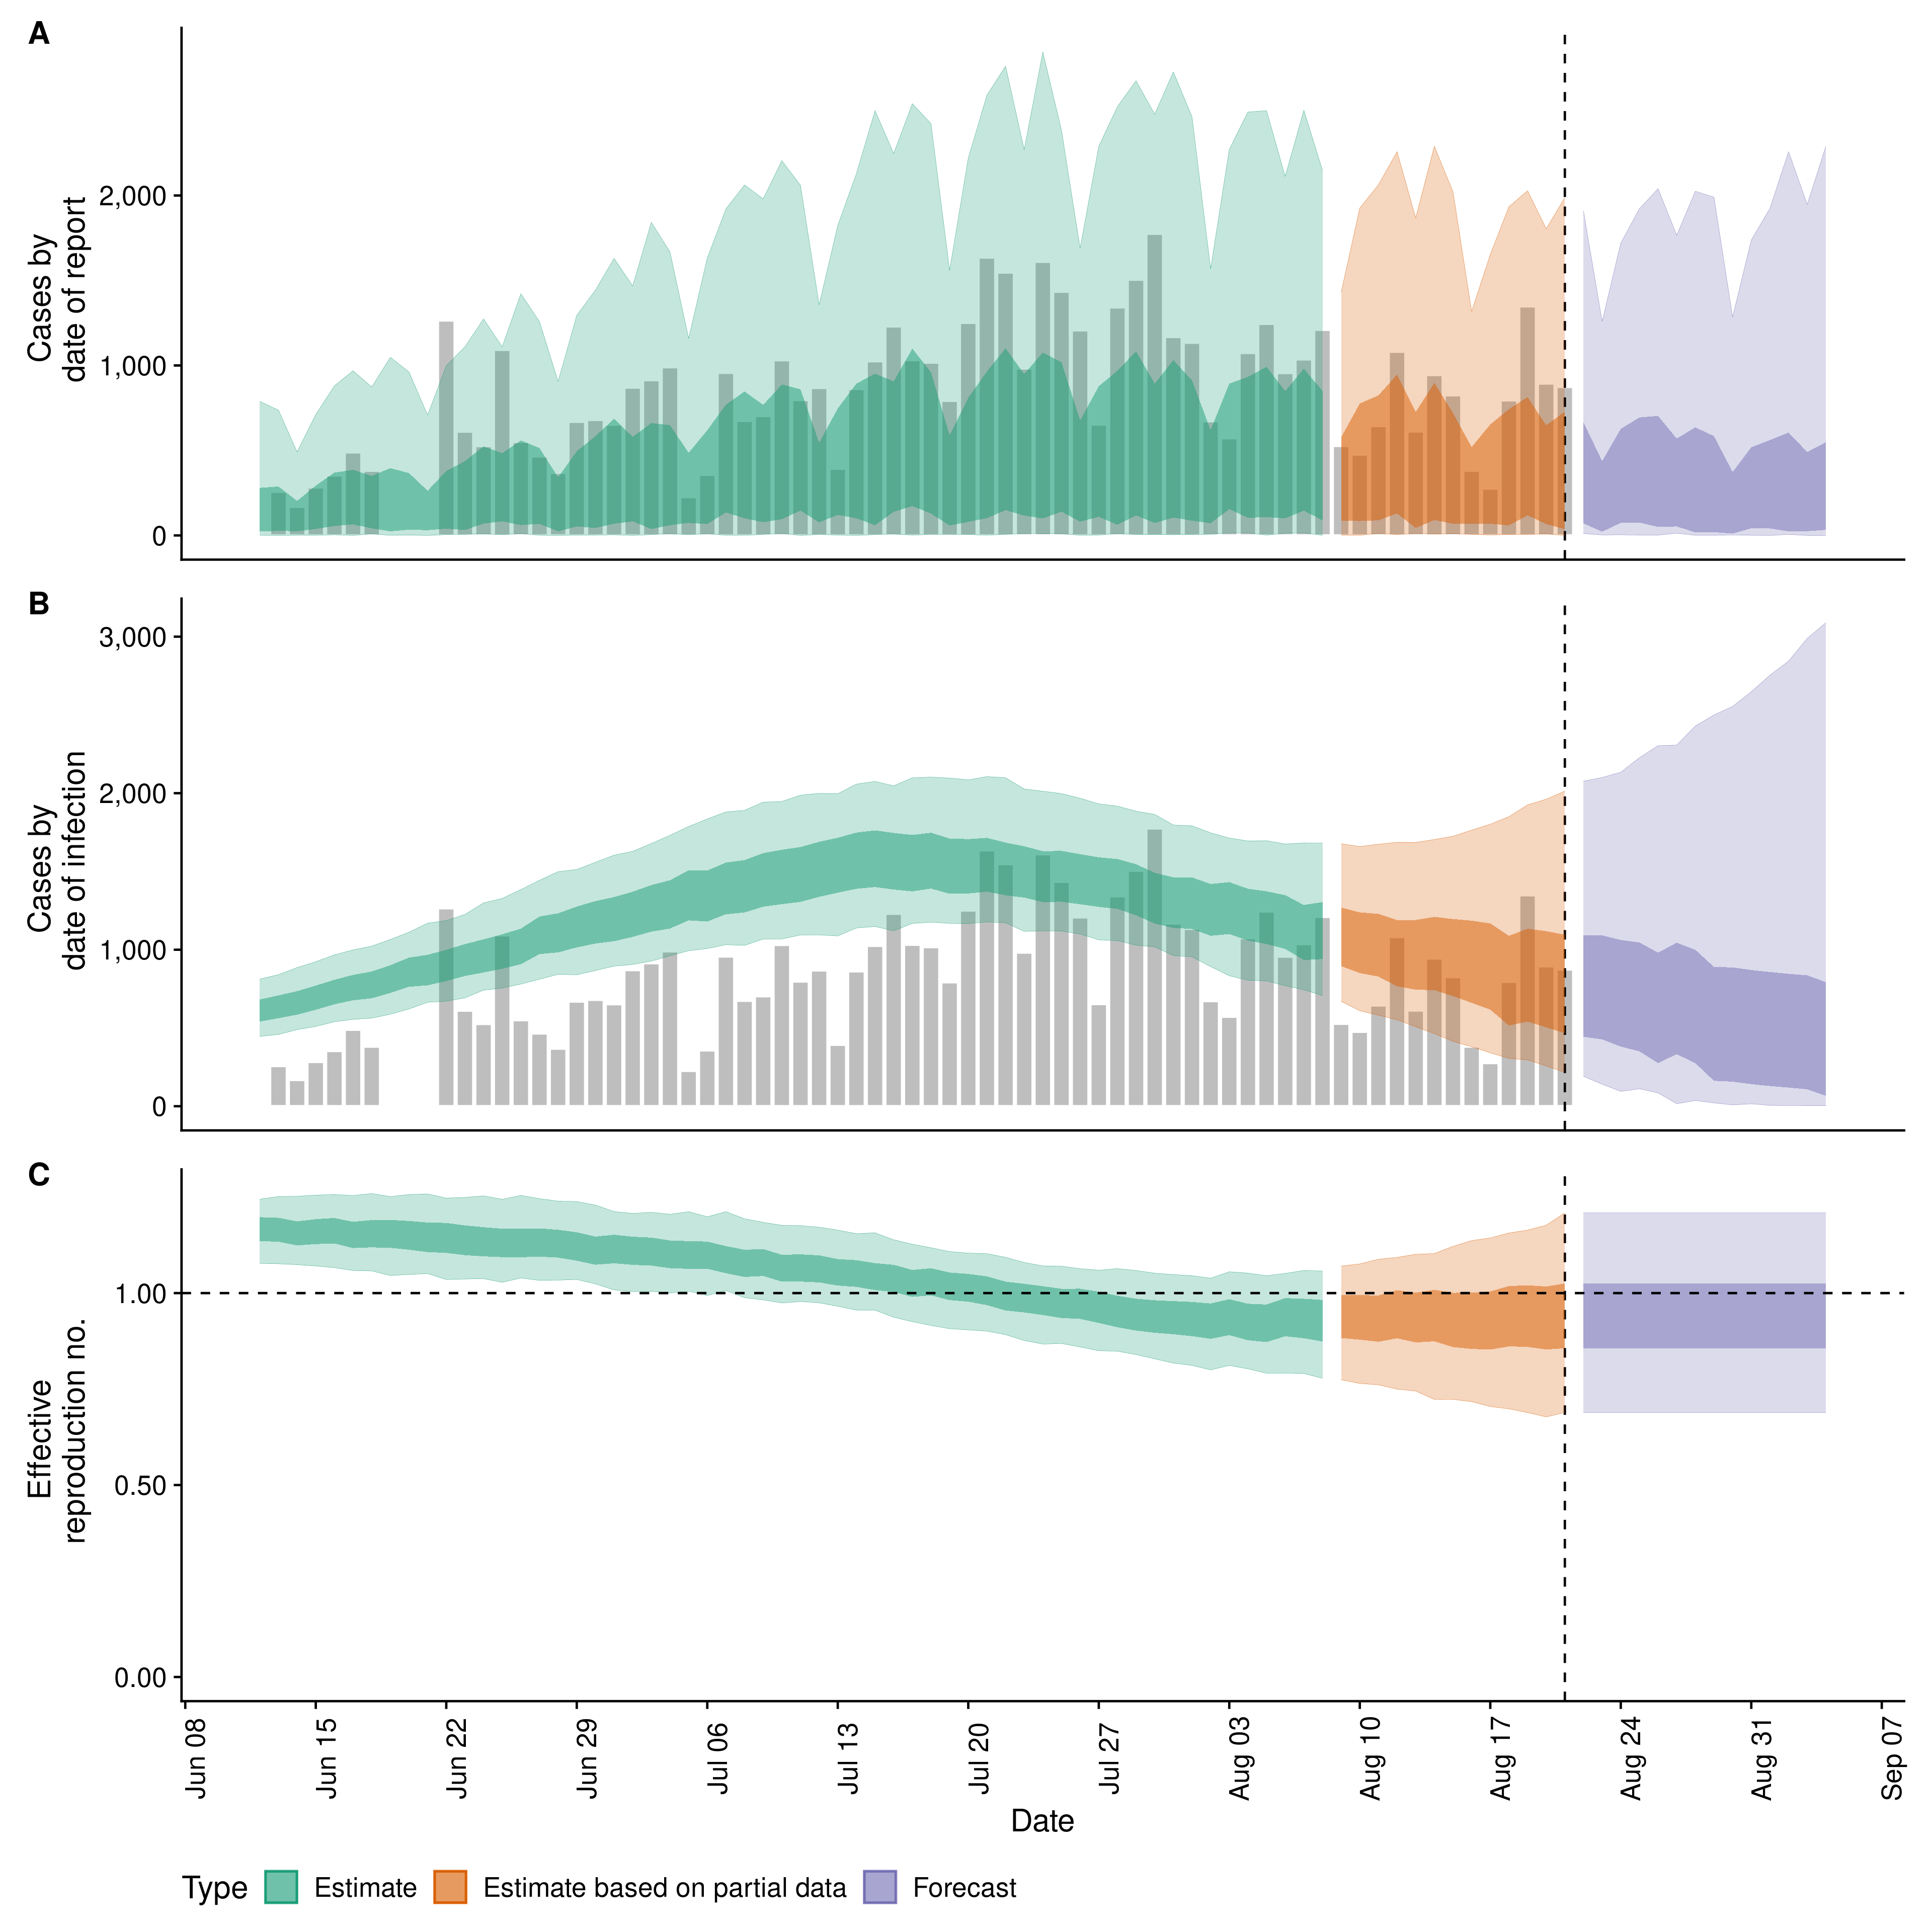 A
Cases by
date of report
2,000
1,000
0
B
Cases by
date of infection
3,000
2,000
1,000
0
C
Effective
reproduction no.
1.00
0.50
0.00
Jun 08
Jun 15
Jun 22
Jun 29
Jul 06
Jul 13
Jul 20
Jul 27
Aug 03
Aug 10
Aug 17
Aug 24
Aug 31
Sep 07
Date
Type Estimate Estimate based on partial data Forecast